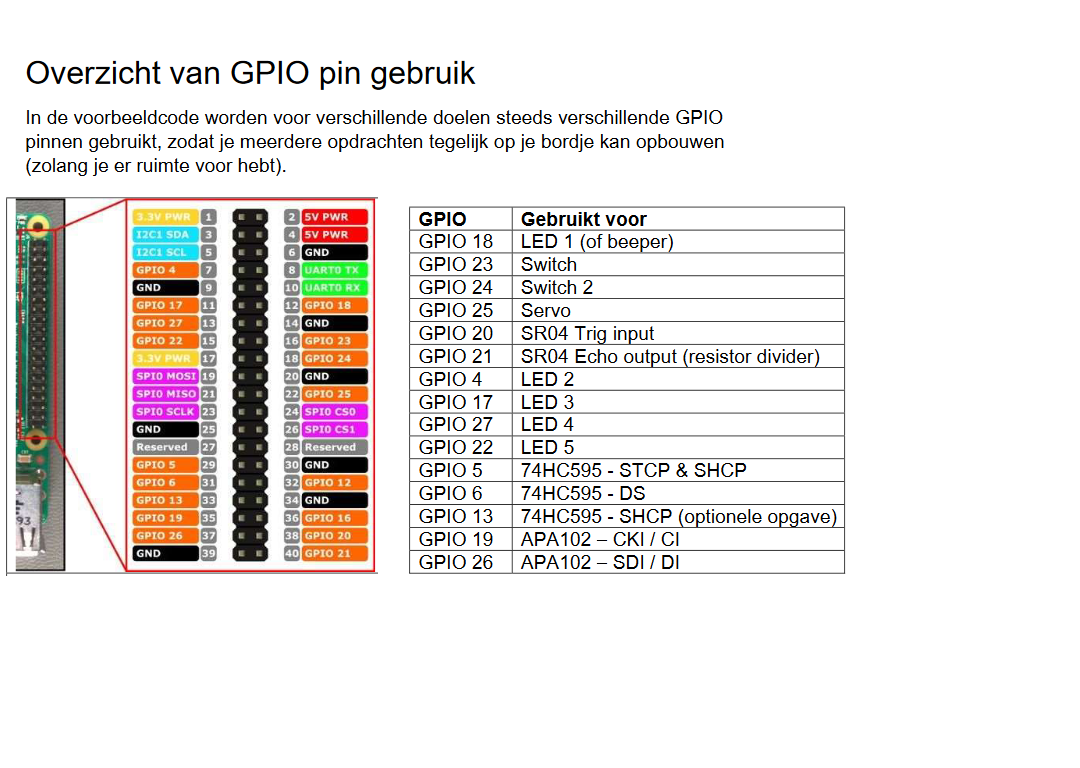 Overzicht van GPIO pin gebruik
In de voorbeeldcode worden voor verschillende doelen steeds verschillende GPIO
pinnen gebruikt, zodat je meerdere opdrachten tegelijk op je bordje kan opbouwen
(zolang je er ruimte voor hebt).
3.3V PWR 1 2 5V PWR
I2C1 SDA 3 4 5V PWR
I2C1 SCL 5 6 GND
GPIO 4 7 8 UART0 TX
GND 9 10 UART0 RX
GPIO 17 11 12 GPIO 18
GPIO 27 13 14 GND
GPIO 22 15 16 GPIO 23
3.3V PWR 17 18 GPIO 24
SPI0 MOSI 19 20 GND
SPI0 MISO 21 22 GPIO 25
SPI0 SCLK 23 24 SPI0 CS0
GND 25 26 SPI0 CS1
Reserved 27 28 Reserved
GPIO 5 29 30 GND
GPIO 6 31 32 GPIO 12
GPIO 13 33 34 GND
GPIO 19 35 36 GPIO 16
GPIO 26 37 38 GPIO 20
GND 39 40 GPIO 21
93
GPIO Gebruikt voor
GPIO 18 LED 1 (of beeper)
GPIO 23 Switch
GPIO 24 Switch 2
GPIO 25 Servo
GPIO 20 SR04 Trig input
GPIO 21 SR04 Echo output (resistor divider)
GPIO 4 LED 2
GPIO 17 LED 3
GPIO 27 LED 4
GPIO 22 LED 5
GPIO 5 74HC595 - STCP & SHCP
GPIO 6 74HC595 - DS
GPIO 13 74HC595 - SHCP (optionele opgave)
GPIO 19 APA102 – CKI / CI
GPIO 26 APA102 – SDI / DI